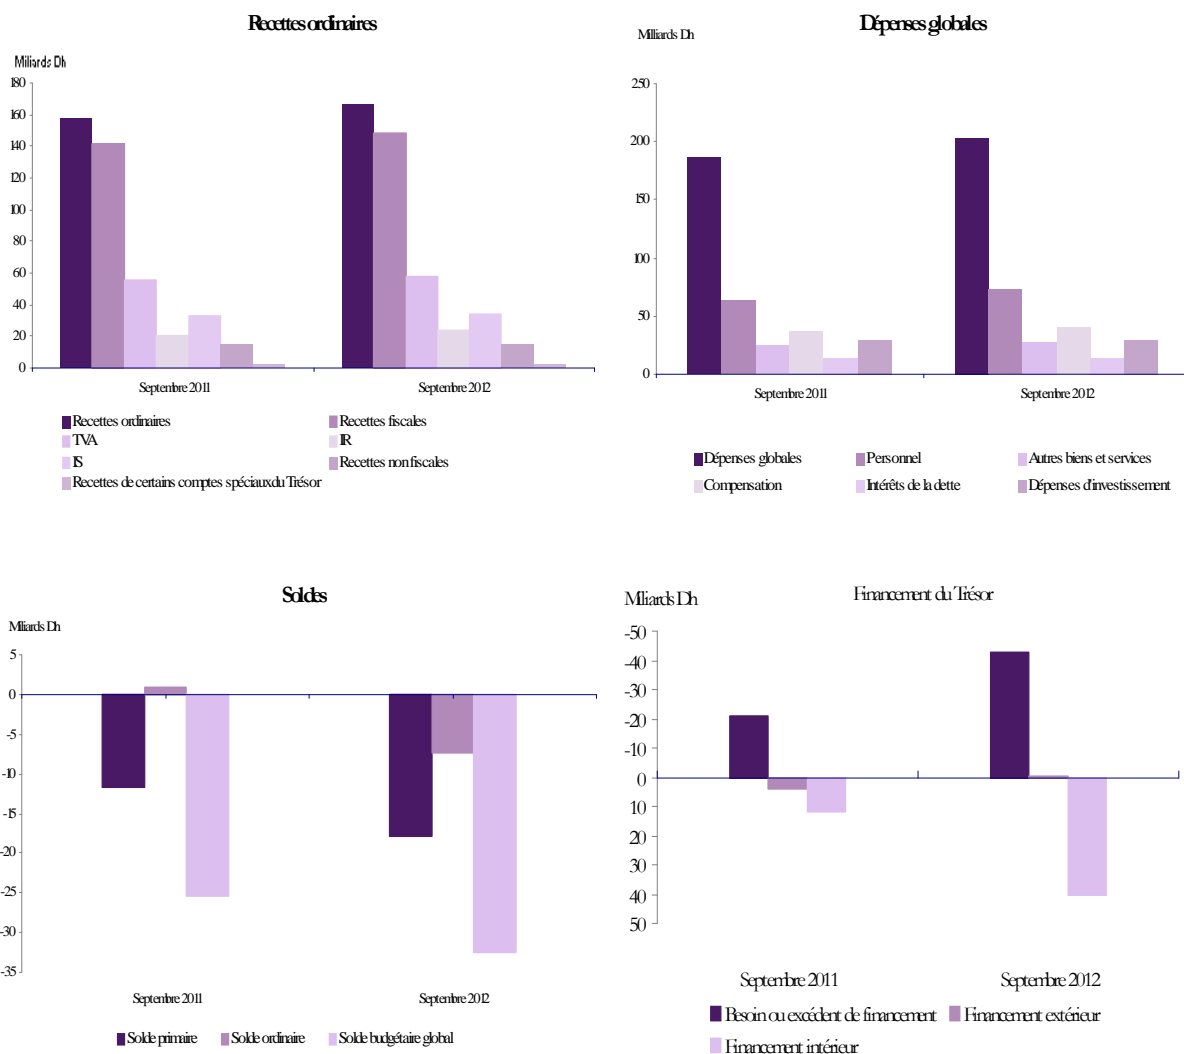 Recettes ordinaires
Miliards Dh
180
160
140
120
100
80
60
40
20
0
Septembre 2011
Septembre 2012
Recettes ordinaires
Recettes fiscales
TVA
IR
IS
Recettes non fiscales
Recettes de certains comptes spéciaux du Trésor
Dépenses globales
Milliards Dh
250
200
150
100
50
0
Septembre 2011
Septembre 2012
Dépenses globales
Personnel
Autres biens et services
Compensation
Intérêts de la dette
Dépenses d'investissement
Soldes
Milliards Dh
5
0
-5
-10
-15
-20
-25
-30
-35
Septembre 2011
Septembre 2012
Solde primaire
Solde ordinaire
Solde budgétaire global
Financement du Trésor
Milliards Dh
-50
-40
-30
-20
-10
0
10
20
30
40
50
Septembre 2011
Septembre 2012
Besoin ou excédent de financement
Financement extérieur
Financement intérieur